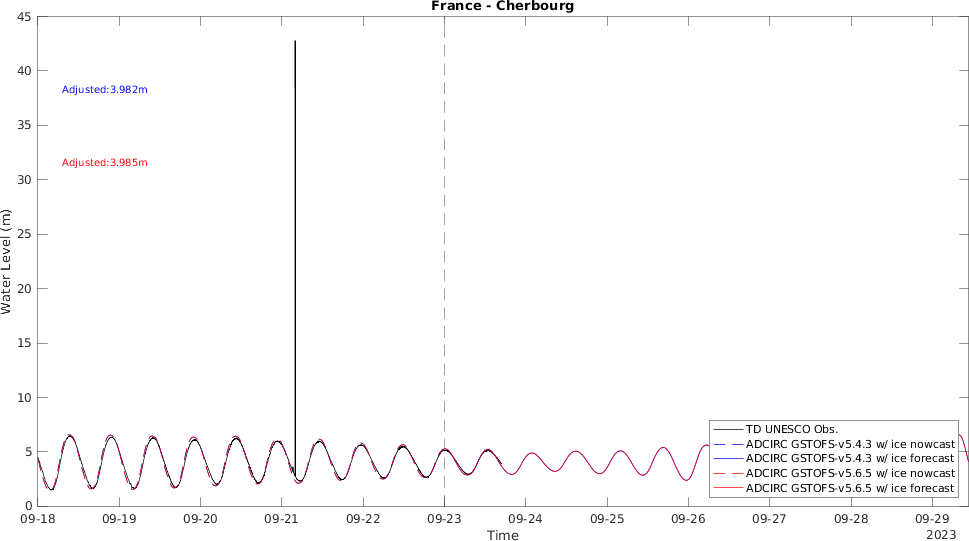 France - Cherbourg
45
40
35
30
25
20
15
10
5
0
Water Level (m)
Adjusted:3.982m
Adjusted:3.985m
TD UNESCO Obs.
ADCIRC GSTOFS-v5.4.3 w/ ice nowcast
ADCIRC GSTOFS-v5.4.3 w/ ice forecast
ADCIRC GSTOFS-v5.6.5 w/ ice nowcast
ADCIRC GSTOFS-v5.6.5 w/ ice forecast
09-18 09-19 09-20 09-21 09-22 09-23 09-24 09-25 09-26 09-27 09-28 09-29
2023
Time